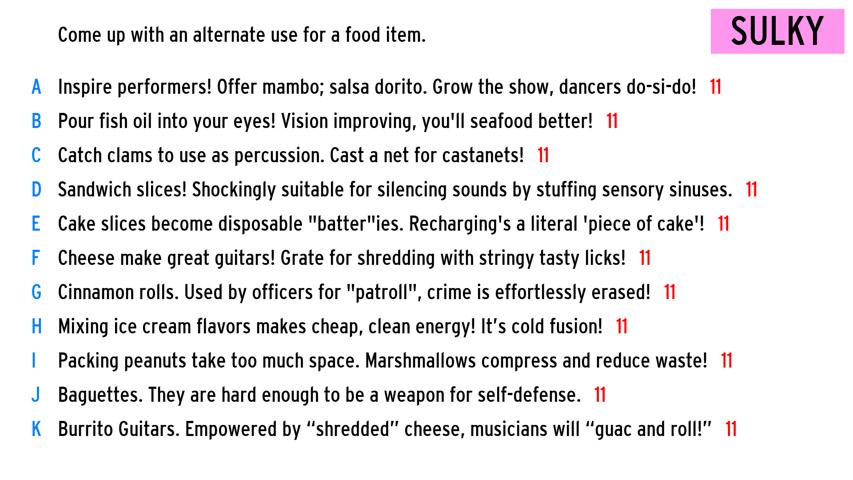 Come up with an alternate use for a food item.
SULKY
A Inspire performers! Offer mambo; salsa dorito. Grow the show, dancers do-si-do! 11
B Pour fish oil into your eyes! Vision improving, you'll seafood better! 11
C Catch clams to use as percussion. Cast a net for castanets! 11
D Sandwich slices! Shockingly suitable for silencing sounds by stuffing sensory sinuses. 11
E Cake slices become disposable "batter"ies. Recharging's a literal 'piece of cake'! 11
F Cheese make great guitars! Grate for shredding with stringy tasty licks! 11
G Cinnamon rolls. Used by officers for "patroll", crime is effortlessly erased! 11
H Mixing ice cream flavors makes cheap, clean energy! It’s cold fusion! 11
I Packing peanuts take too much space. Marshmallows compress and reduce waste! 11
J Baguettes. They are hard enough to be a weapon for self-defense. 11
K Burrito Guitars. Empowered by “shredded” cheese, musicians will “guac and roll!” 11